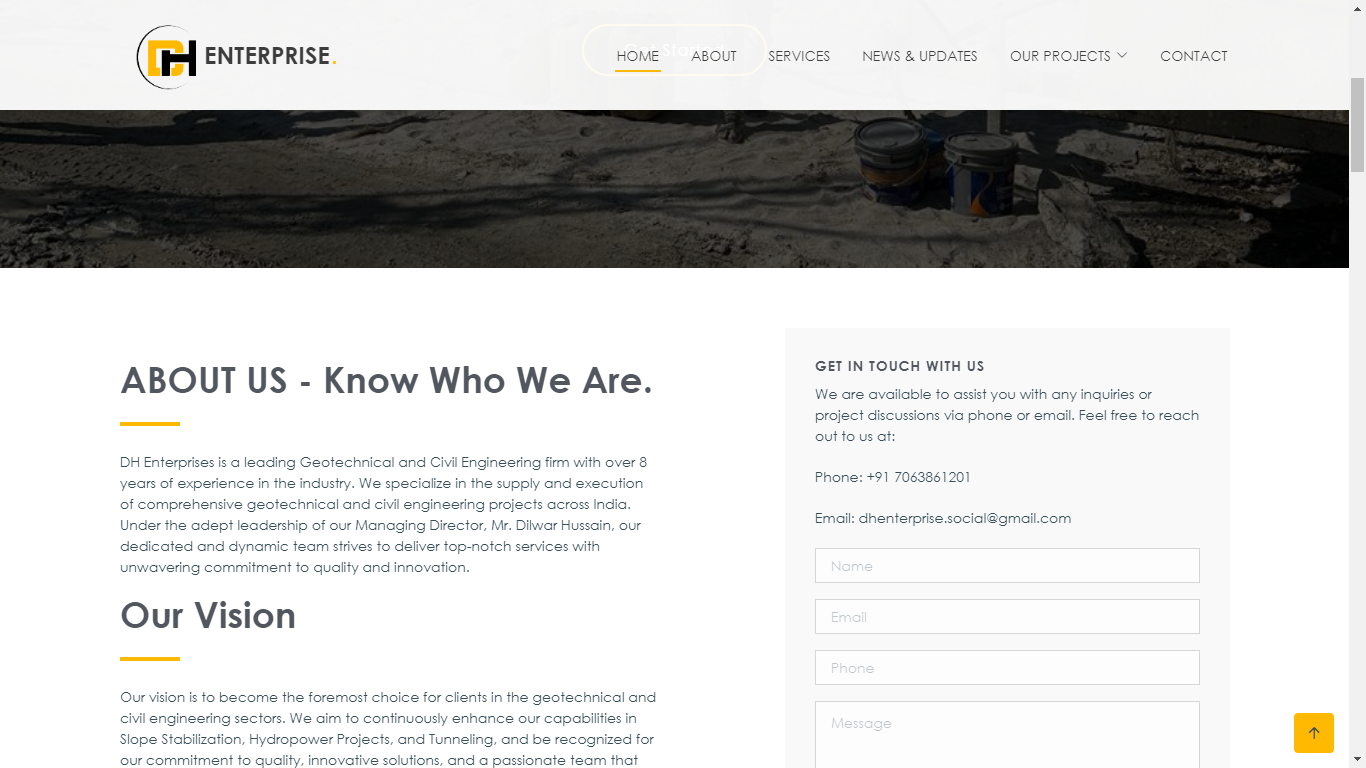 DH ENTERPRISE.
Get Started
HOME ABOUT SERVICES NEWS & UPDATES OUR PROJECTS CONTACT
ABOUT US - Know Who We Are.
DH Enterprises is a leading Geotechnical and Civil Engineering firm with over 8
years of experience in the industry. We specialize in the supply and execution
of comprehensive geotechnical and civil engineering projects across India.
Under the adept leadership of our Managing Director, Mr. Dilwar Hussain, our
dedicated and dynamic team strives to deliver top-notch services with
unwavering commitment to quality and innovation.
Our Vision
Our vision is to become the foremost choice for clients in the geotechnical and
civil engineering sectors. We aim to continuously enhance our capabilities in
Slope Stabilization, Hydropower Projects, and Tunneling, and be recognized for
our commitment to quality, innovative solutions, and a passionate team that
GET IN TOUCH WITH US
We are available to assist you with any inquiries or
project discussions via phone or email. Feel free to reach
out to us at:
Phone: +91 7063861201
Email: dhenterprise.social@gmail.com
Name
Email
Phone
Message